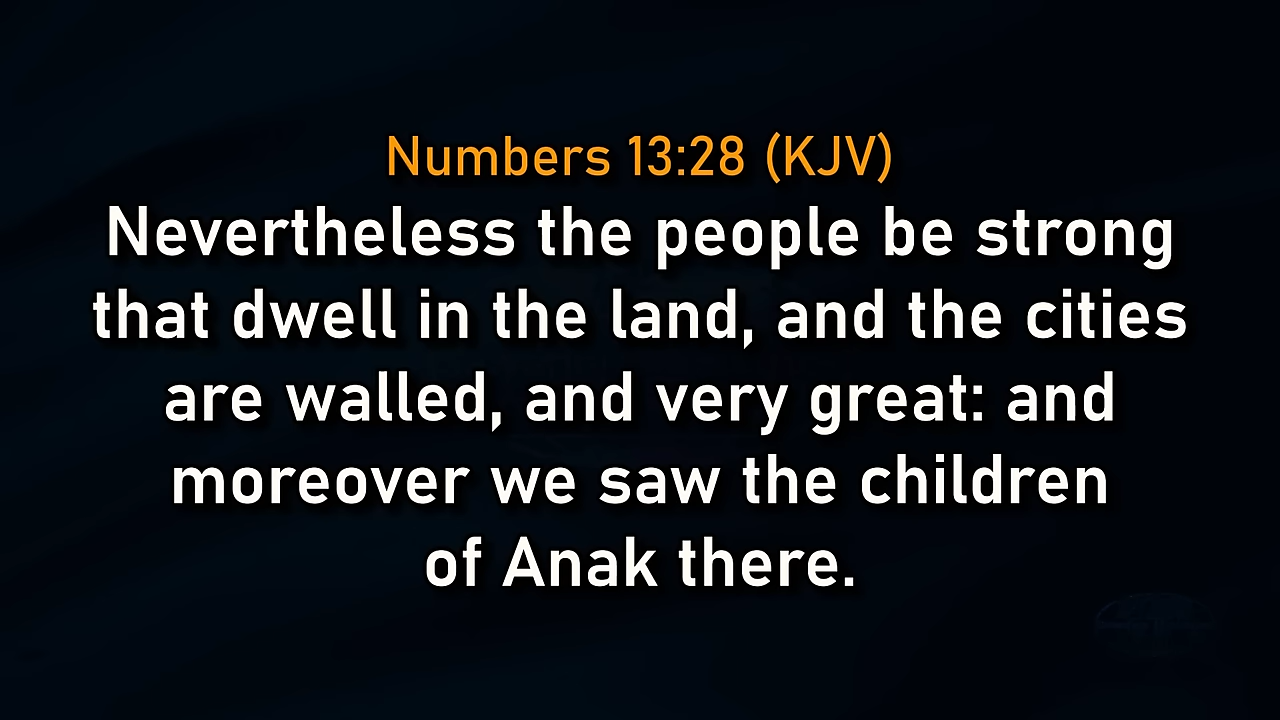 Numbers 13:28 (KJV)
Nevertheless the people be strong
that dwell in the land, and the cities
are walled, and very great: and
moreover we saw the children
of Anak there.